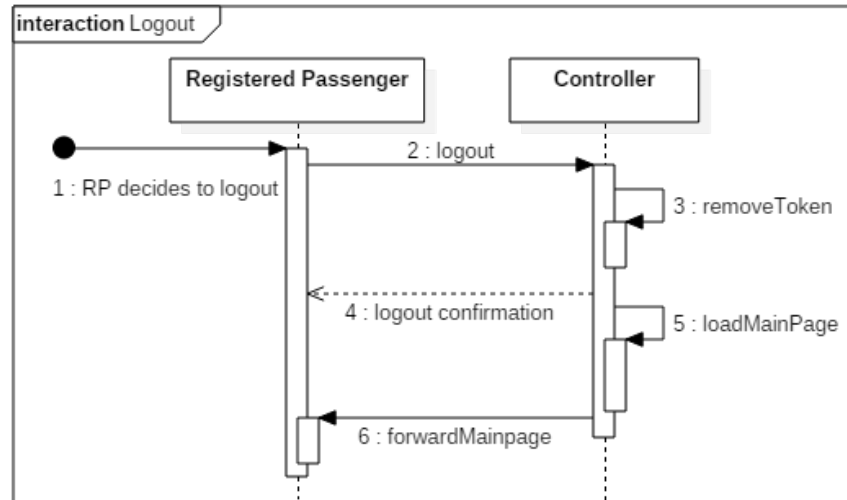 interaction Logout
Registered Passenger
Controller
2 : logout
1 : RP decides to logout
3 : removeToken
4 : logout confirmation
5 : loadMainPage
6 : forwardMainpage